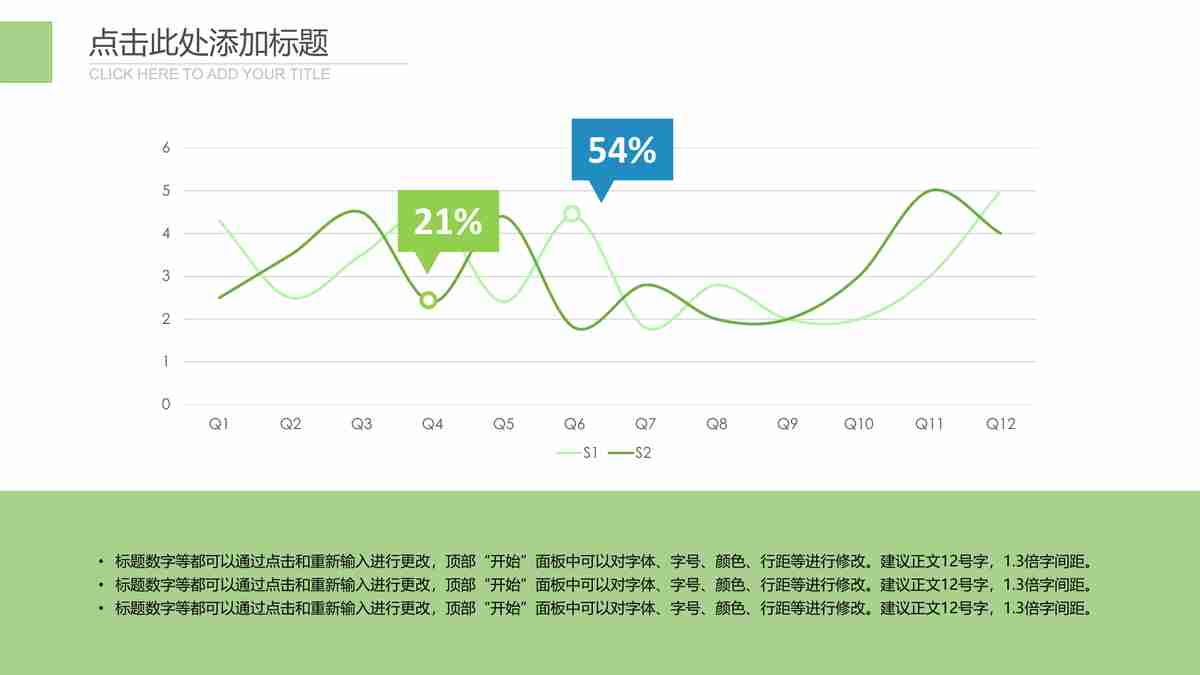 点击此处添加标题
CLICK HERE TO ADD YOUR TITLE
54%
21%
6
5
4
3
2
1
0
Q1 Q2 Q3 Q4 Q5 Q6 Q7 Q8 Q9 Q10 Q11 Q12
S1 S2
• 标题数字等都可以通过点击和重新输入进行更改，顶部“开始”面板中可以对字体、字号、颜色、行距等进行修改。建议正文12号字，1.3倍字间距。
• 标题数字等都可以通过点击和重新输入进行更改，顶部“开始”面板中可以对字体、字号、颜色、行距等进行修改。建议正文12号字，1.3倍字间距。
• 标题数字等都可以通过点击和重新输入进行更改，顶部“开始”面板中可以对字体、字号、颜色、行距等进行修改。建议正文12号字，1.3倍字间距。